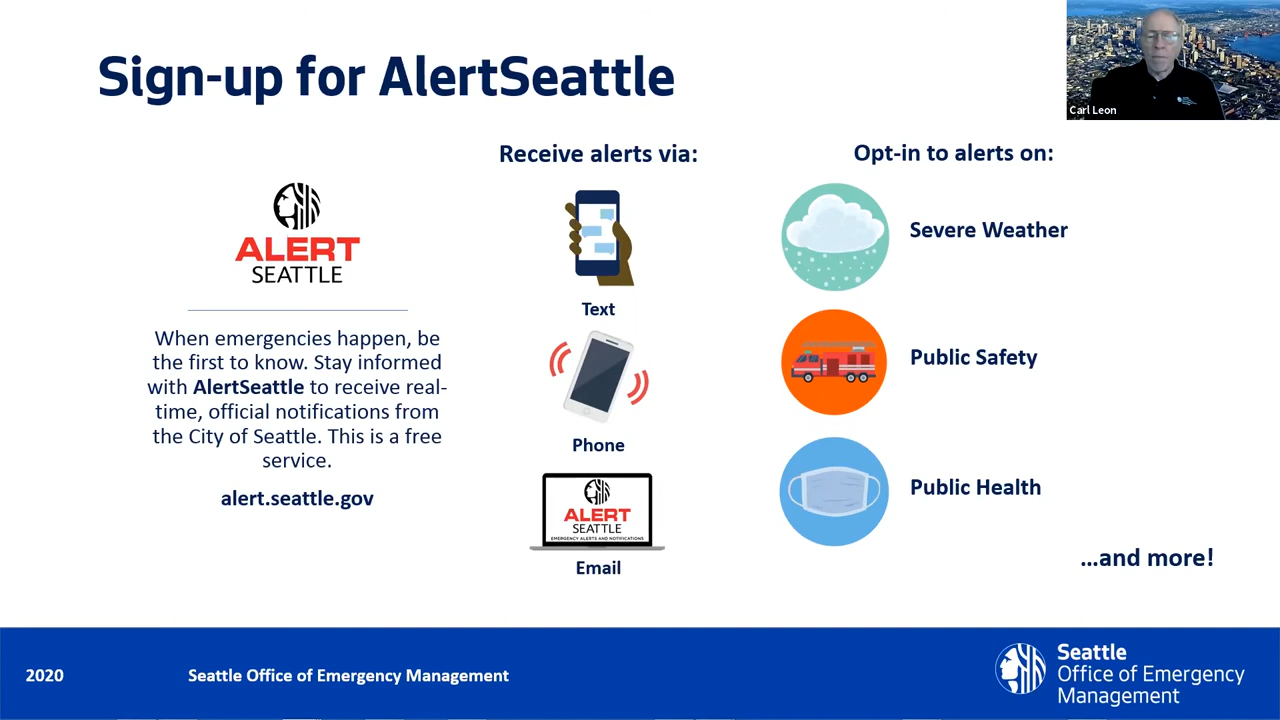 Sign-up for AlertSeattle
Carl Leon
ALERT
SEATTLE
When emergencies happen, be
the first to know. Stay informed
with AlertSeattle to receive real-
time, official notifications from
the City of Seattle. This is a free
service.
alert.seattle.gov
Receive alerts via:
Text
Phone
ALERT
SEATTLE
EMERGENCY ALERTS AND NOTIFICATIONS
Email
Opt-in to alerts on:
Severe Weather
Public Safety
Public Health
...and more!
2020
Seattle Office of Emergency Management
Seattle
Office of Emergency
Management